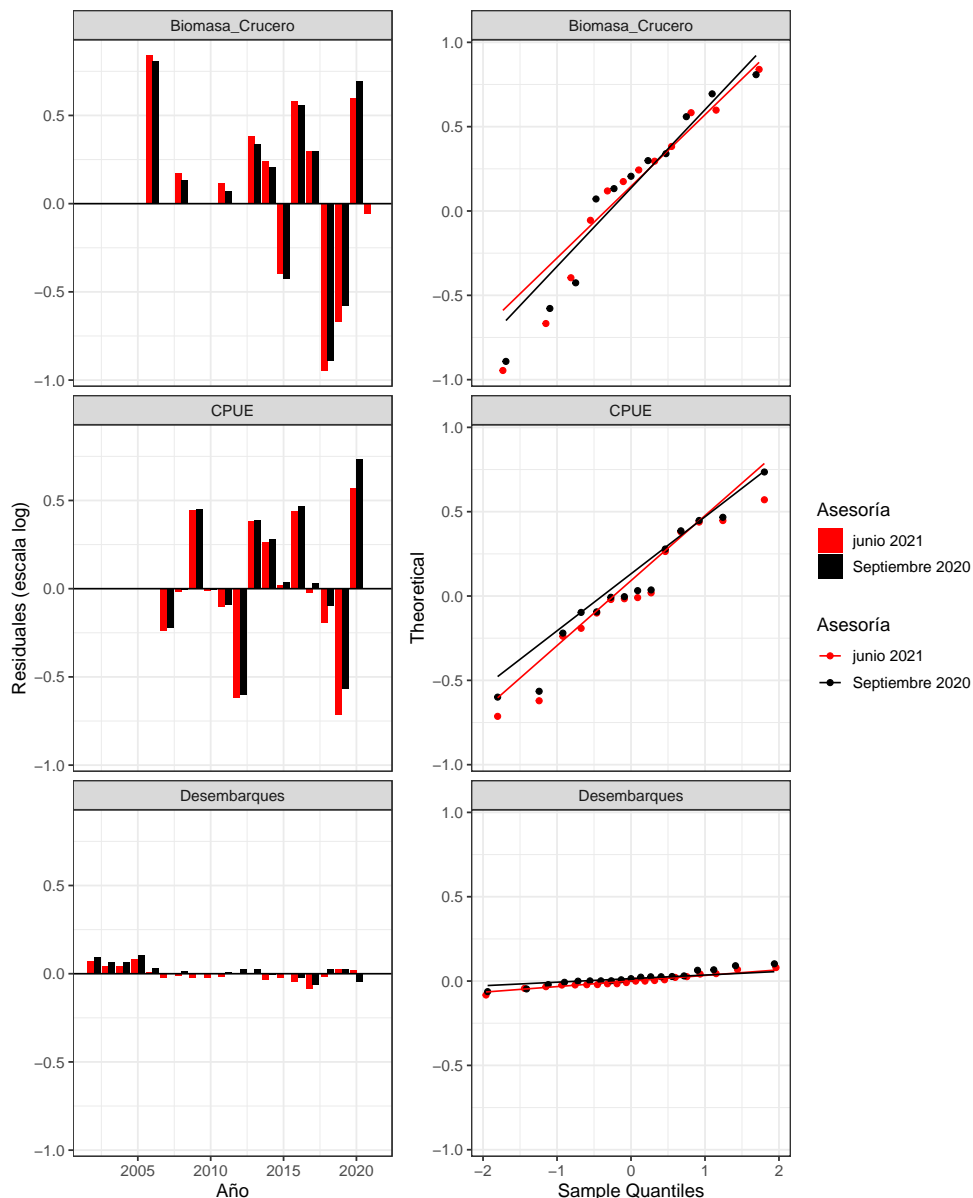 Biomasa_Crucero
Biomasa_Crucero
0.5
0.0
−0.5
−1.0
1.0
0.5
0.0
−0.5
−1.0
CPUE
CPUE
0.5
0.0
−0.5
−1.0
1.0
0.5
0.0
−0.5
−1.0
Residuales (escala log)
Theoretical
Asesoría
junio 2021
Septiembre 2020
Asesoría
junio 2021
Septiembre 2020
Desembarques
Desembarques
0.5
0.0
−0.5
−1.0
1.0
0.5
0.0
−0.5
−1.0
2005 2010 2015 2020
−2 −1 0 1 2
Año
Sample Quantiles